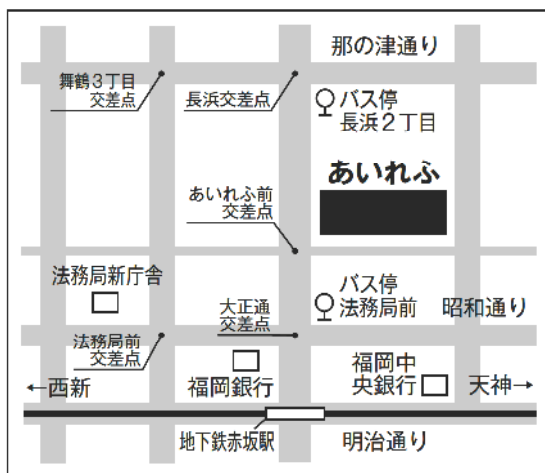 那の津通り
舞鶴3丁目
交差点
長浜交差点
バス停
長浜2丁目
あいれふ
あいれふ前
交差点
法務局新庁舎
大正通
交差点
バス停
法務局前
昭和通り
法務局前
交差点
福岡銀行
福岡中
央銀行
←西新
天神→
地下鉄赤坂駅
明治通り